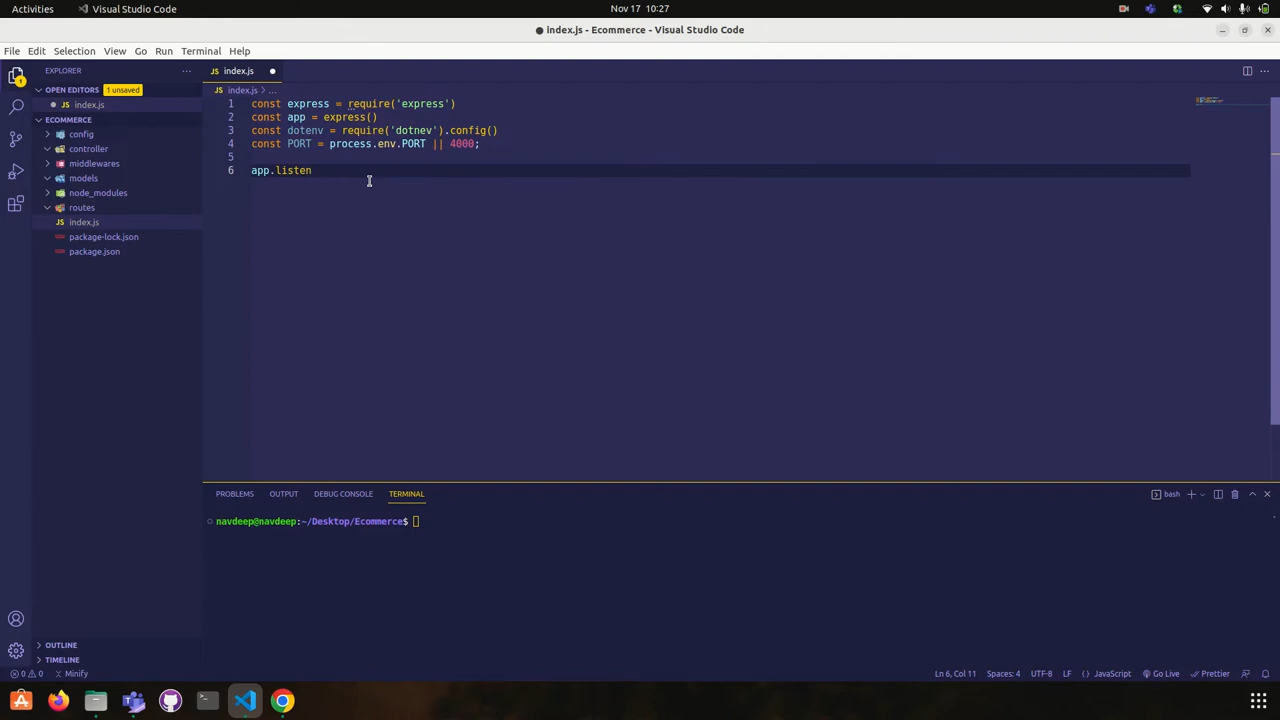 Activities
Visual Studio Code
Nov 17 10:27
● index.js - Ecommerce - Visual Studio Code
File Edit Selection View Go Run Terminal Help
EXPLORER
OPEN EDITORS 1 unsaved
index.js
ECOMMERCE
config
controller
middlewares
models
node_modules
routes
JS index.js
package-lock.json
package.json
OUTLINE
TIMELINE
JS index.js
JS index.js > ...
1 const express = require('express')
2 const app = express()
3 const dotenv = require('dotnev').config()
4 const PORT = process.env.PORT || 4000;
5
6 app.listen
PROBLEMS OUTPUT DEBUG CONSOLE TERMINAL
bash
navdeep@navdeep:~/Desktop/Ecommerce$
0 0 Minify
Ln 6, Col 11 Spaces: 4 UTF-8 LF { } JavaScript Go Live Prettier